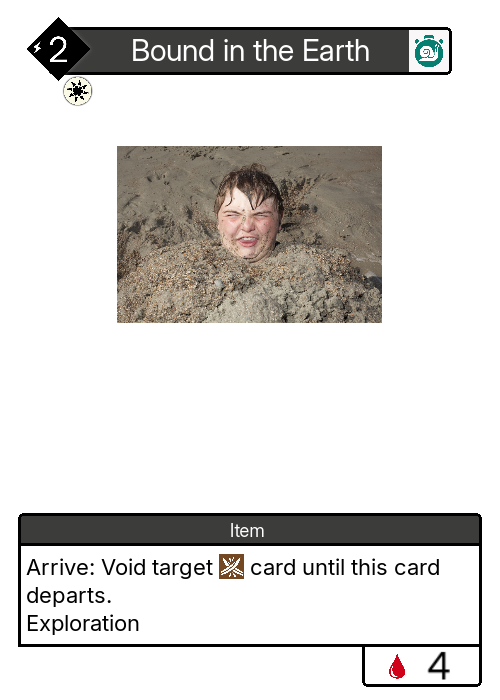 2
Bound in the Earth
Item
Arrive: Void target card until this card
departs.
Exploration
4